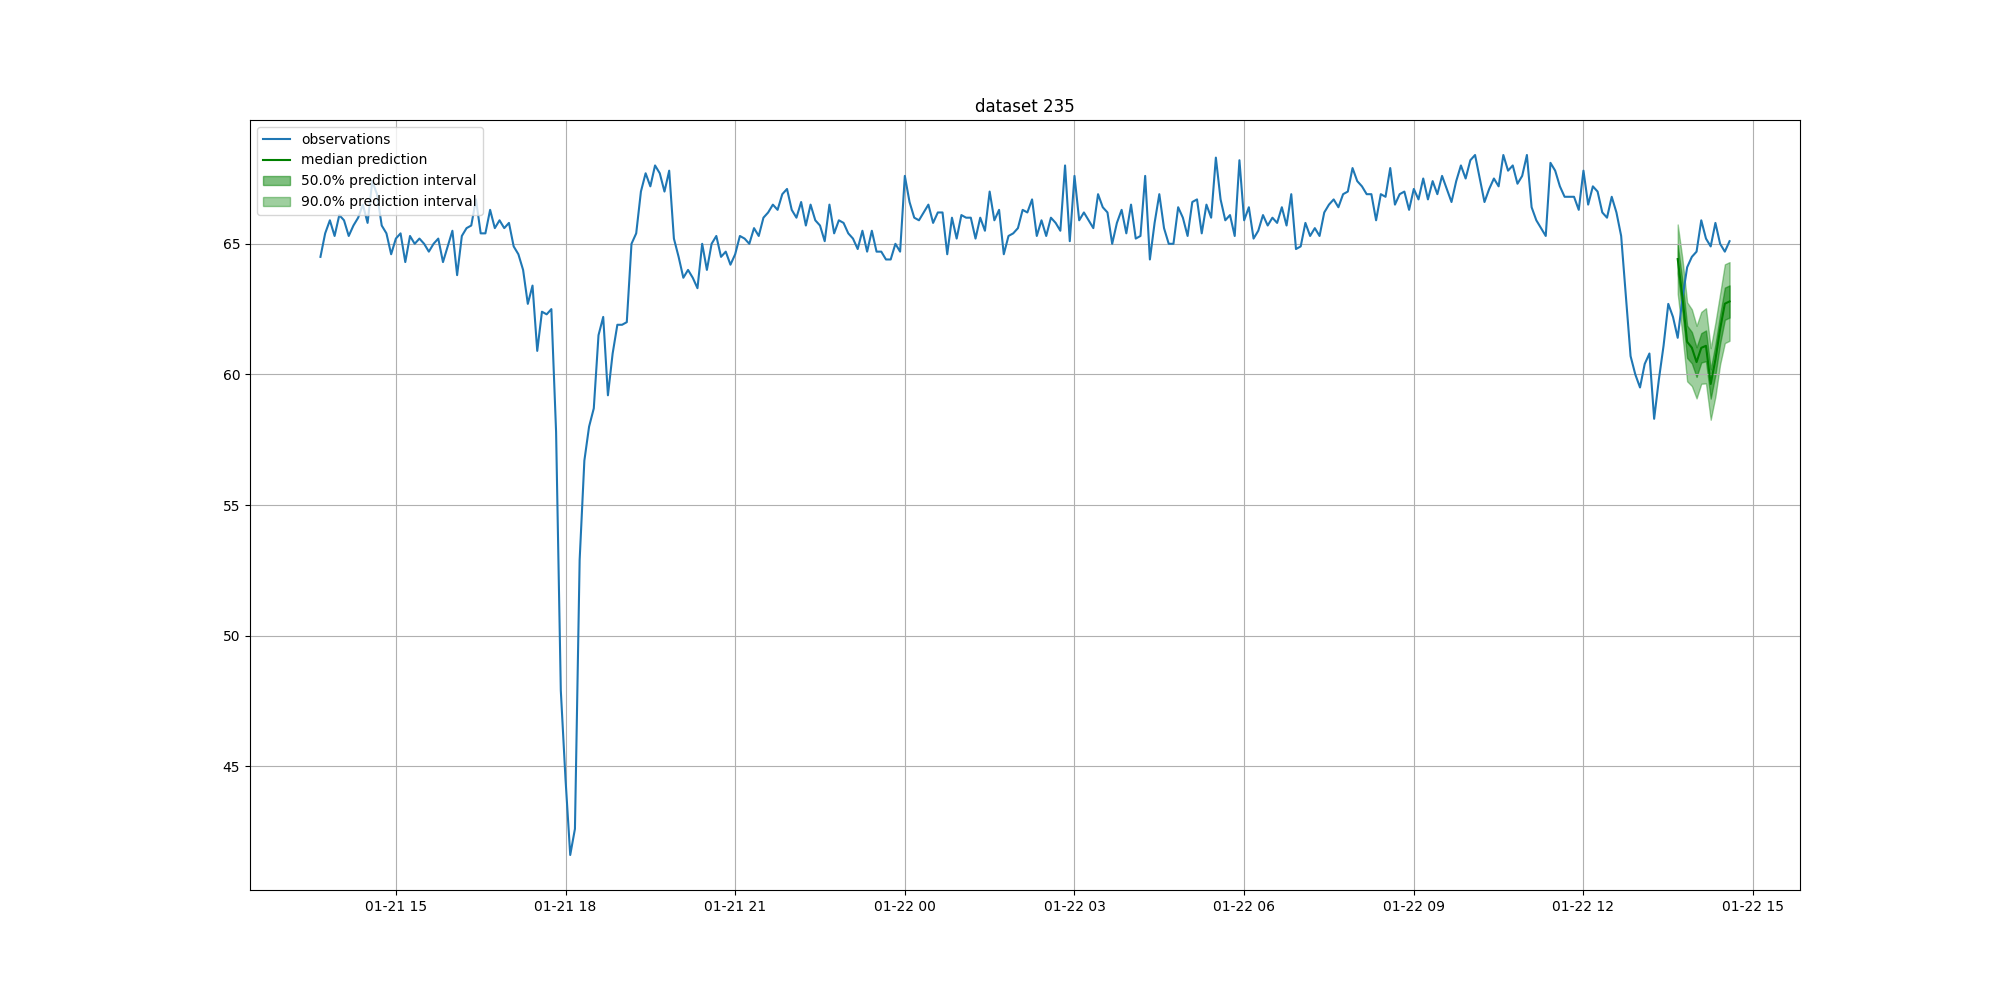 dataset 235
observations
median prediction
50.0% prediction interval
90.0% prediction interval
65
60
55
50
45
01-21 15
01-21 18
01-21 21
01-22 00
01-22 03
01-22 06
01-22 09
01-22 12
01-22 15